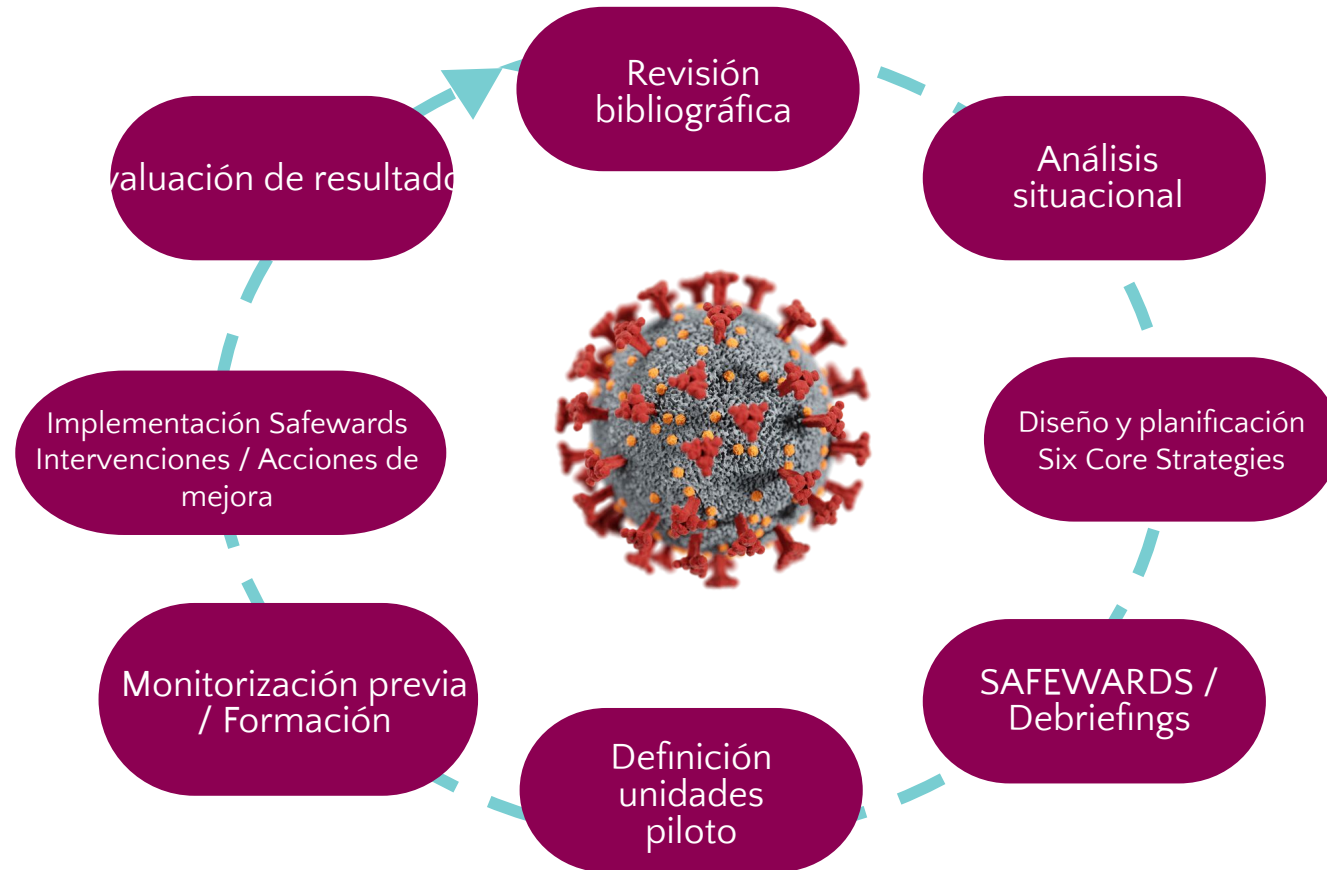 Revisión
bibliográfica
Análisis
situacional
Diseño y planificación
Six Core Strategies
SAFEWARDS /
Debriefings
Definición
unidades
piloto
Monitorización previa
/ Formación
Implementación Safewards
Intervenciones / Acciones de
mejora
valuación de resultado